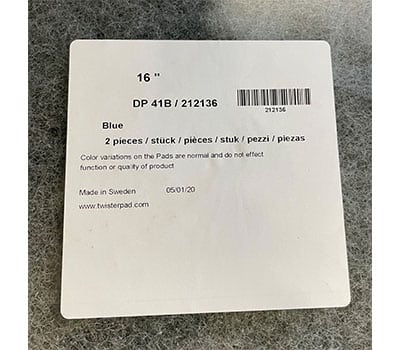 16 "
DP 41B / 212136
212136
Blue
2 pieces / stück / pièces / stuk / pezzi / piezas
Color variations on the Pads are normal and do not effect
function or quality of product
Made in Sweden 05/01/20
www.twisterpad.com